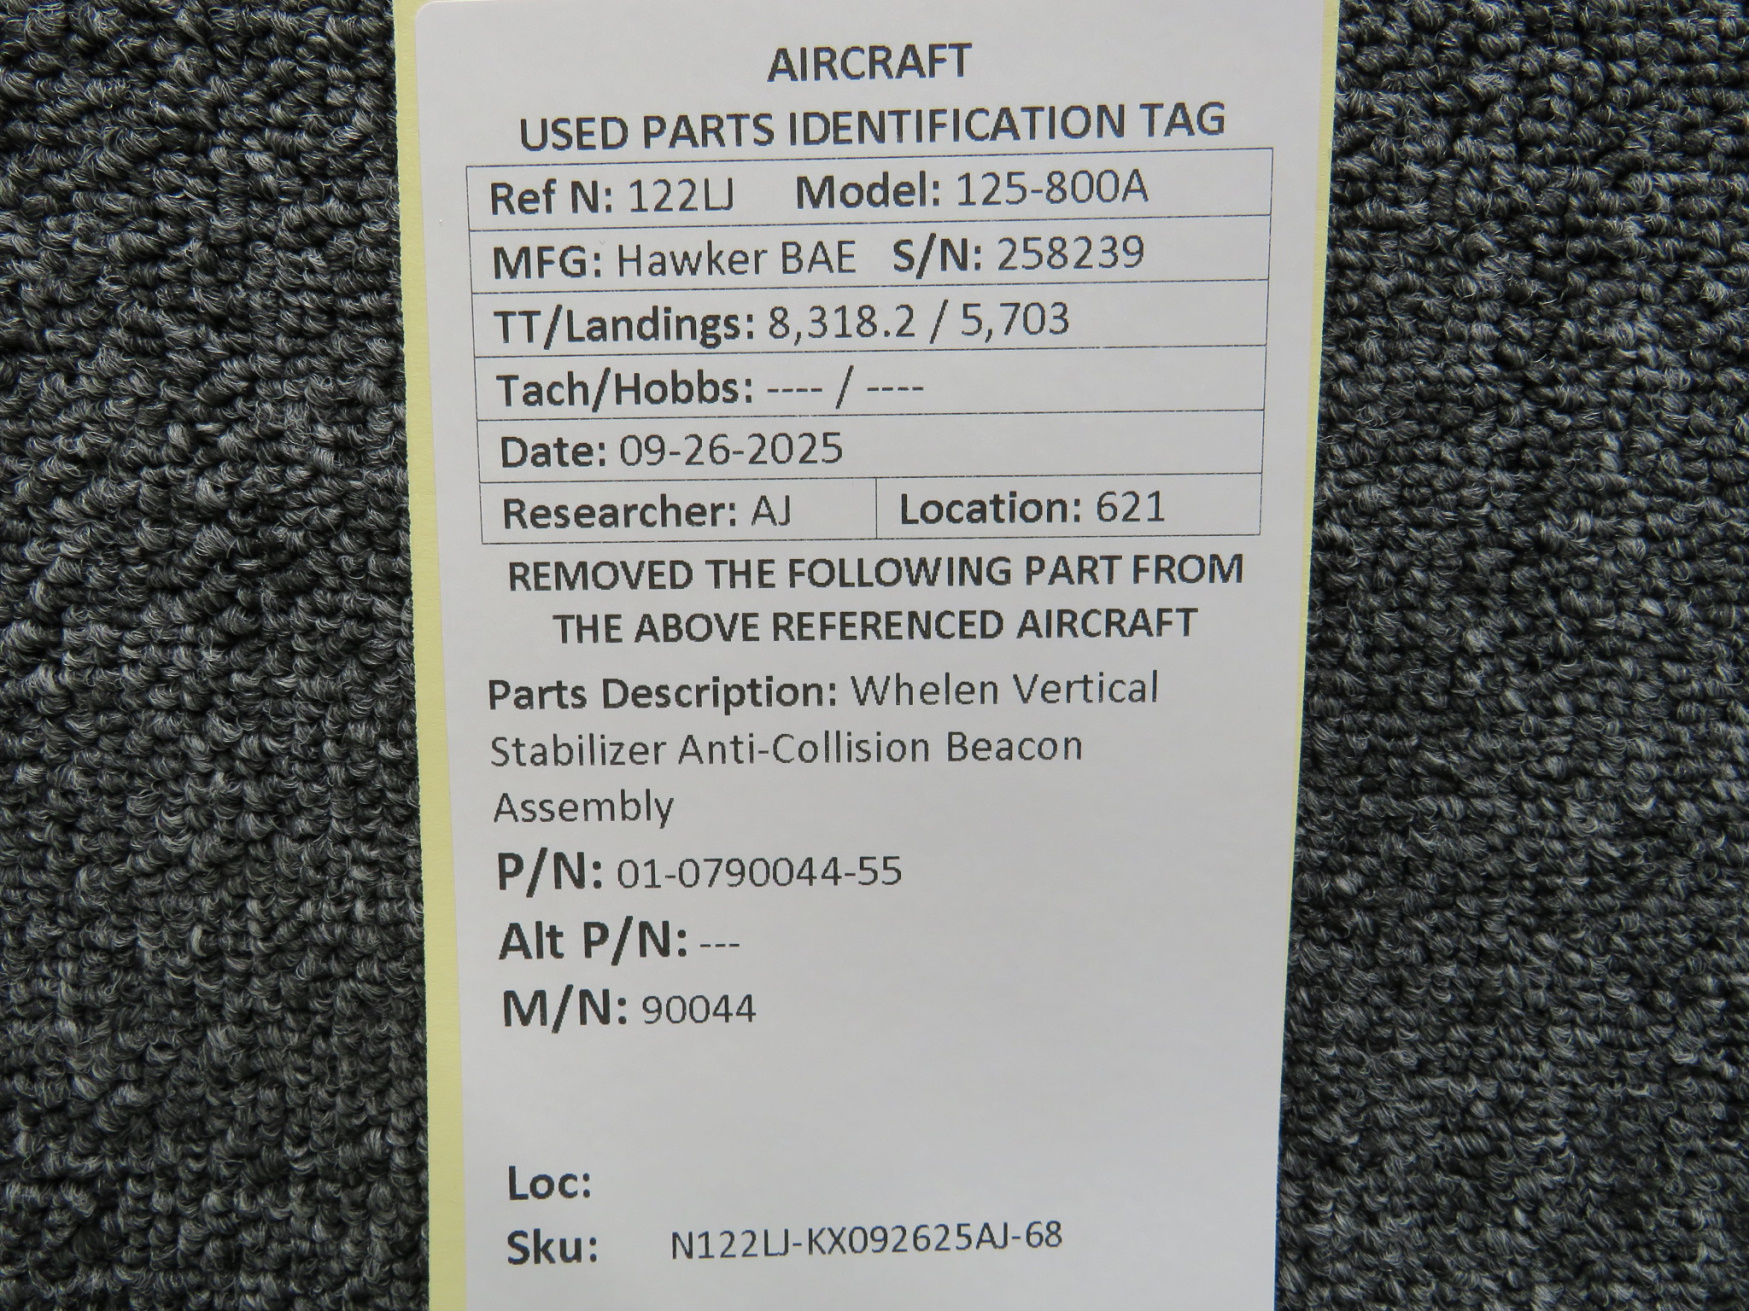 AIRCRAFT
USED PARTS IDENTIFICATION TAG
Ref N: 122LJ Model: 125-800A
MFG: Hawker BAE S/N: 258239
TT/Landings: 8,318.2 / 5,703
Tach/Hobbs: ---- / ----
Date: 09-26-2025
Researcher: AJ Location: 621
REMOVED THE FOLLOWING PART FROM
THE ABOVE REFERENCED AIRCRAFT
Parts Description: Whelen Vertical
Stabilizer Anti-Collision Beacon
Assembly
P/N: 01-0790044-55
Alt P/N: ---
M/N: 90044
Loc:
Sku: N122LJ-KX092625AJ-68